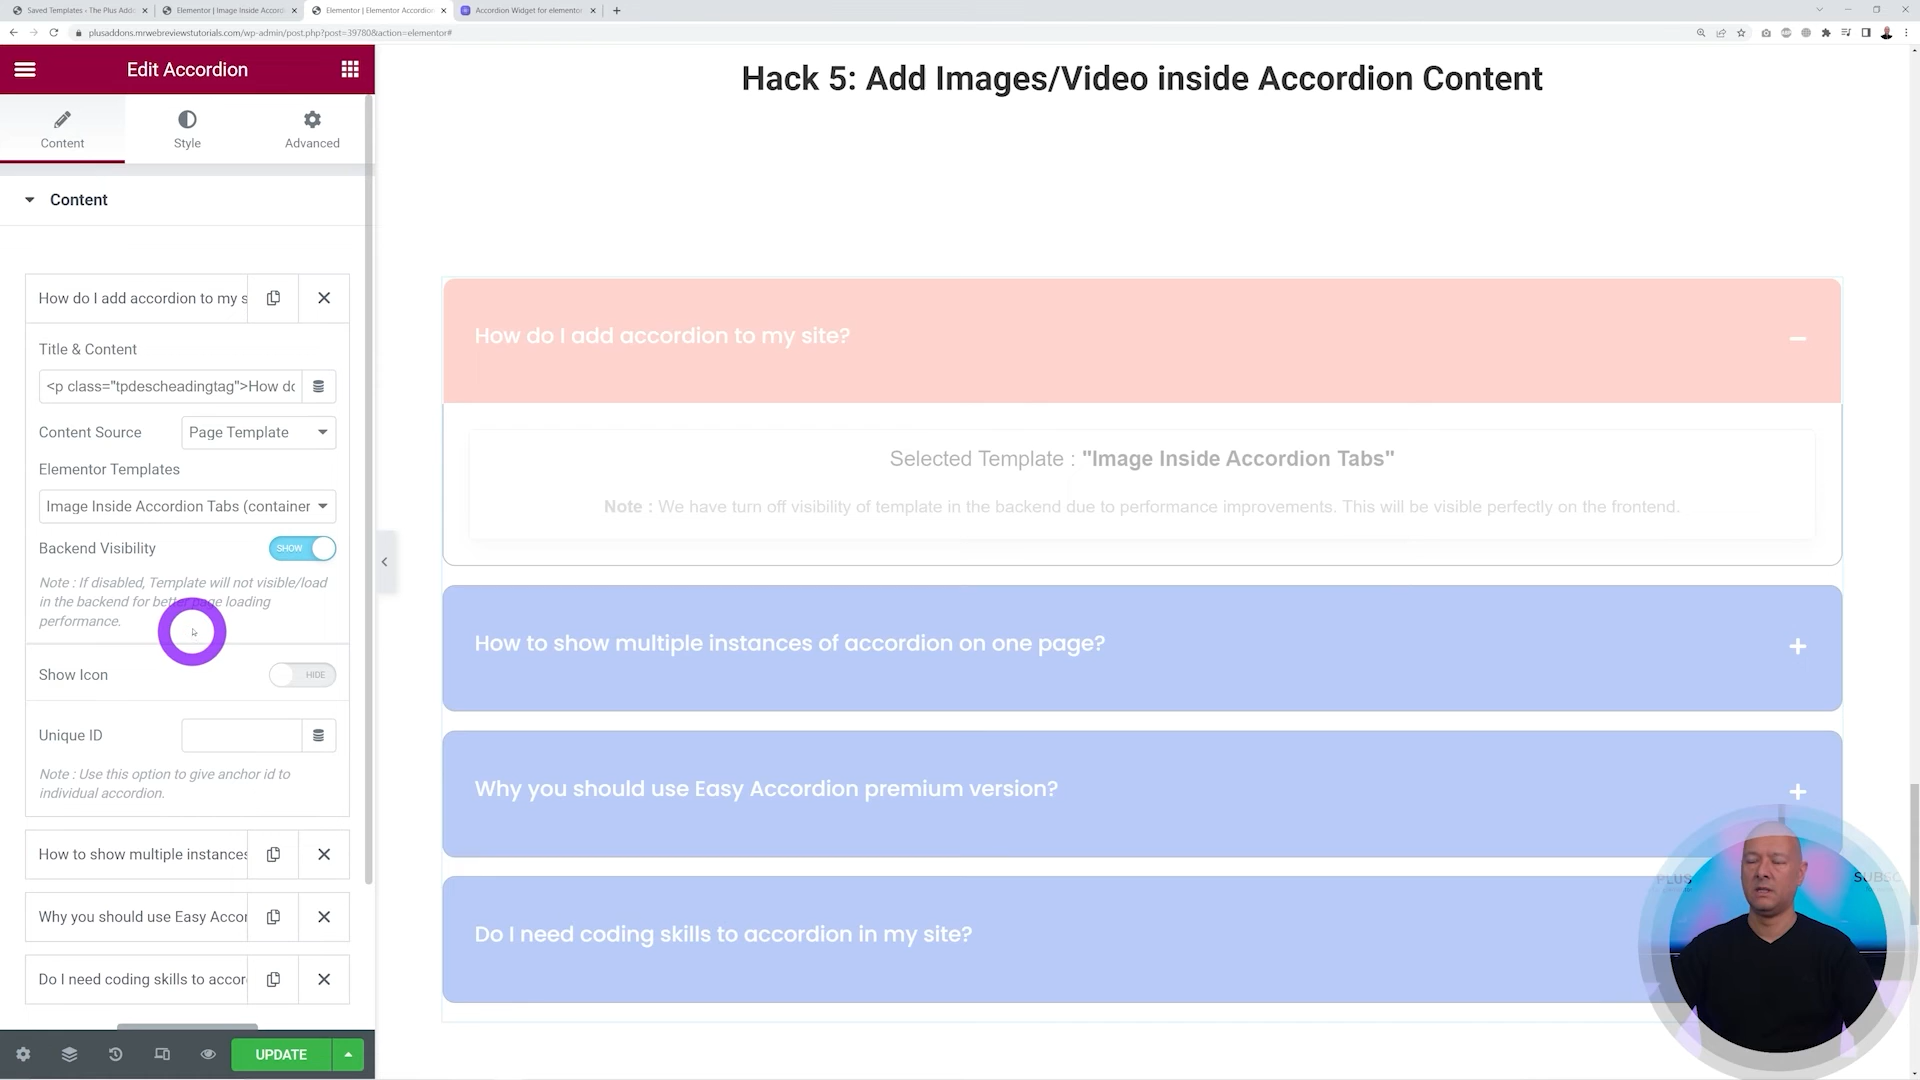 Saved Templates - The Plus Addo
Elementor | Image Inside Accord
Elementor | Elementor Accordion
Accordion Widget for elementor
plusaddons.mrwebreviewstutorials.com/wp-admin/post.php?post=39780&action=elementor#
Edit Accordion
Content
Style
Advanced
Content
How do I add accordion to my s
Title & Content
<p class="tpdescheadingtag">How do
Content Source
Page Template
Elementor Templates
Image Inside Accordion Tabs (container
Backend Visibility
SHOW
Note : If disabled, Template will not visible/load
in the backend for better page loading
performance.
Show Icon
HIDE
Unique ID
Note : Use this option to give anchor id to
individual accordion.
How to show multiple instances
Why you should use Easy Accor
Do I need coding skills to accor
UPDATE
Hack 5: Add Images/Video inside Accordion Content
How do I add accordion to my site?
Selected Template : "Image Inside Accordion Tabs"
Note : We have turn off visibility of template in the backend due to performance improvements. This will be visible perfectly on the frontend.
How to show multiple instances of accordion on one page?
Why you should use Easy Accordion premium version?
Do I need coding skills to accordion in my site?
PLUS
SUBSC